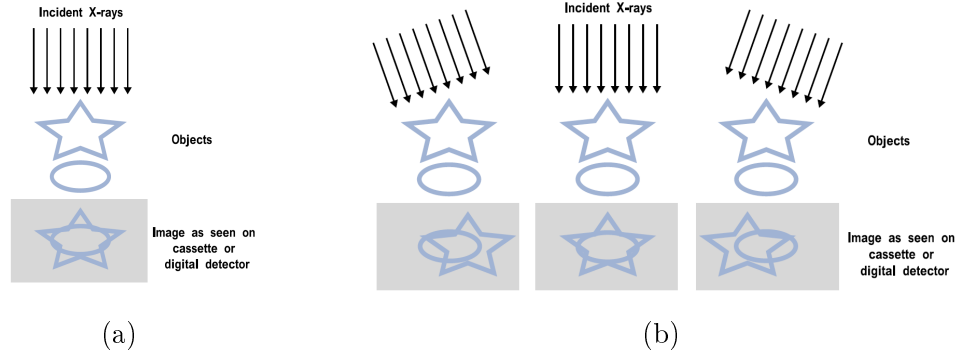 Incident X-rays
Objects
Image as seen on
cassette or
digital detector
(a)
Incident X-rays
Objects
Image as seen on
cassette or
digital detector
(b)